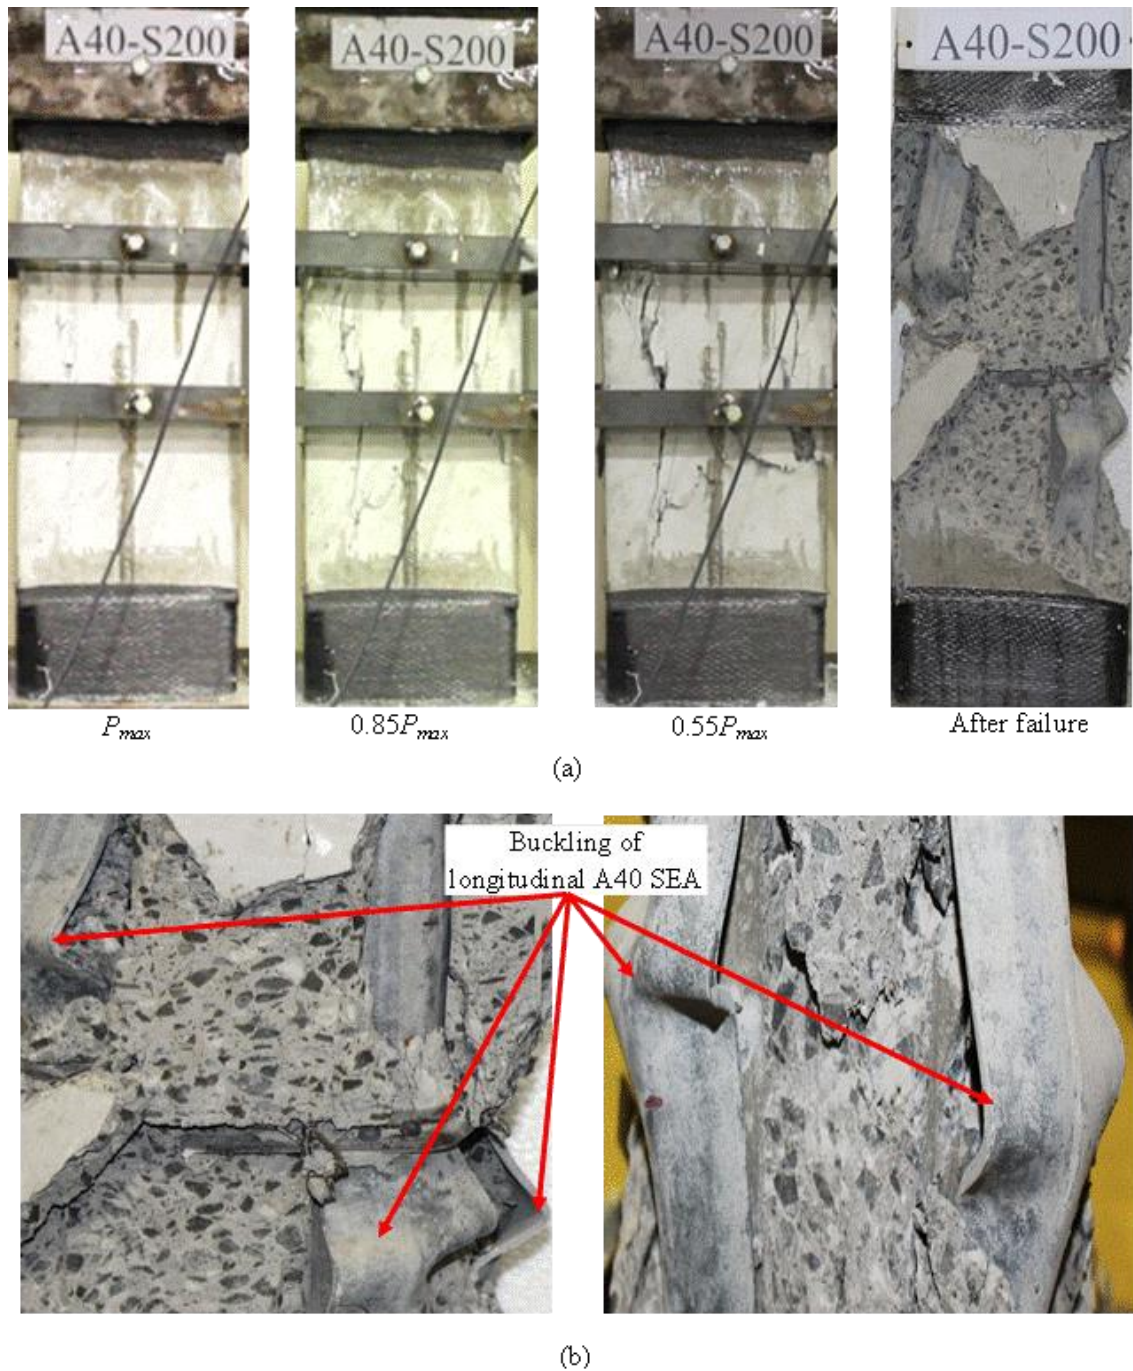 A40-S200
A40-S200
A40-S200
A40-S200
Pmax
0.85Pmax
0.55Pmax
After failure
(a)
Buckling of
longitudinal A40 SEA
(b)